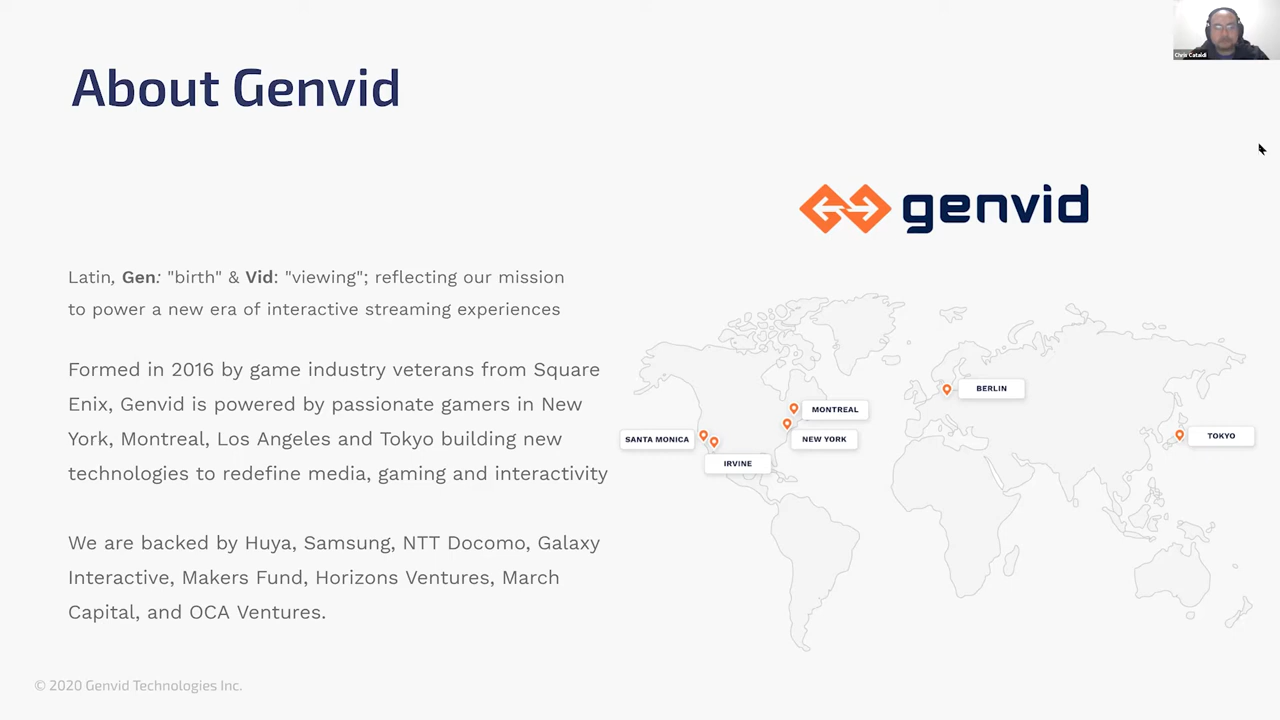 About Genvid
Chris Cataldi
genvid
Latin, Gen: "birth" & Vid: "viewing"; reflecting our mission
to power a new era of interactive streaming experiences
Formed in 2016 by game industry veterans from Square
Enix, Genvid is powered by passionate gamers in New
York, Montreal, Los Angeles and Tokyo building new
technologies to redefine media, gaming and interactivity
We are backed by Huya, Samsung, NTT Docomo, Galaxy
Interactive, Makers Fund, Horizons Ventures, March
Capital, and OCA Ventures.
BERLIN
MONTREAL
SANTA MONICA
NEW YORK
TOKYO
IRVINE
© 2020 Genvid Technologies Inc.